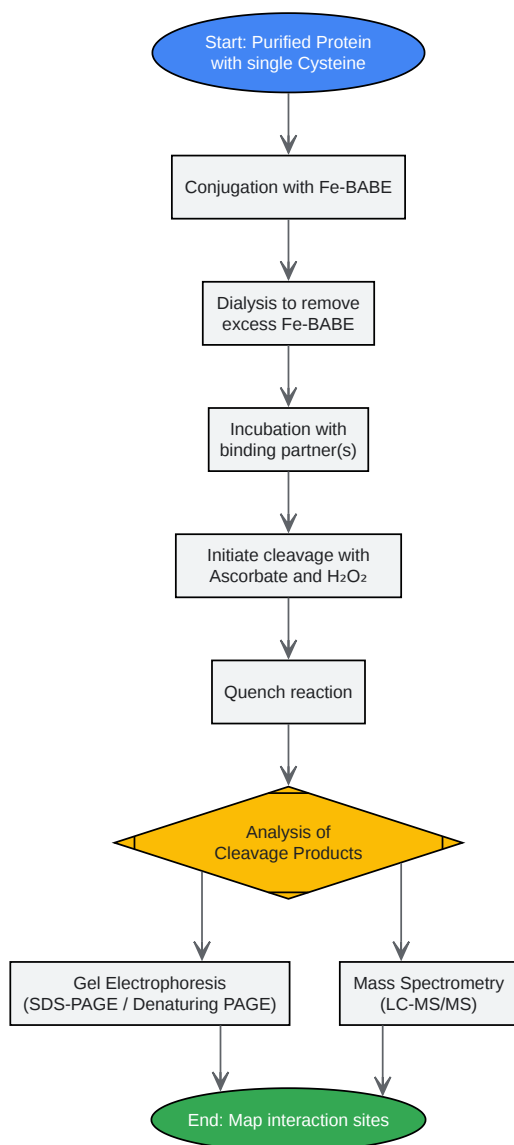 Start: Purified Protein
with single Cysteine
Conjugation with Fe-BABE
Dialysis to remove
excess Fe-BABE
Incubation with
binding partner(s)
Initiate cleavage with
Ascorbate and H₂O₂
Quench reaction
Analysis of
Cleavage Products
Gel Electrophoresis
(SDS-PAGE / Denaturing PAGE)
Mass Spectrometry
(LC-MS/MS)
End: Map interaction sites